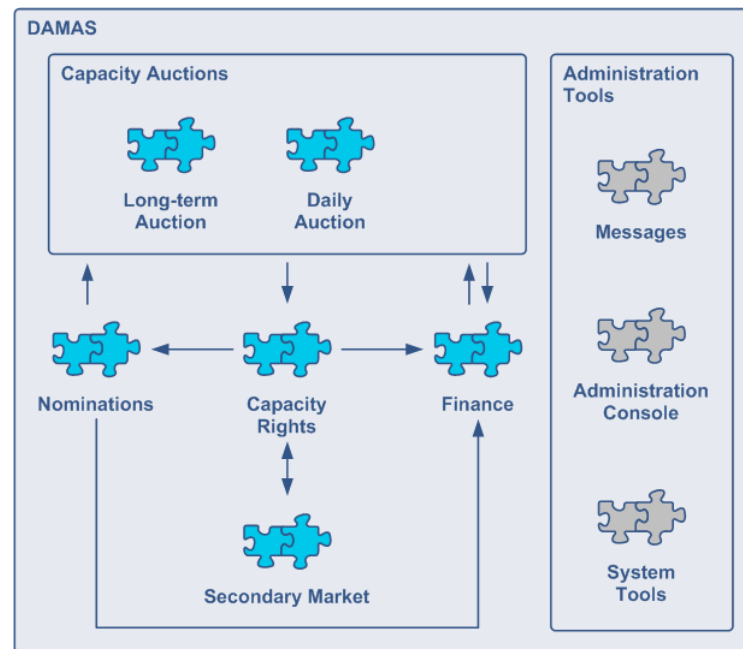 DAMAS
Capacity Auctions
Long-term
Auction
Daily
Auction
Nominations
Capacity
Rights
Finance
Secondary Market
Administration
Tools
Messages
Administration
Console
System
Tools